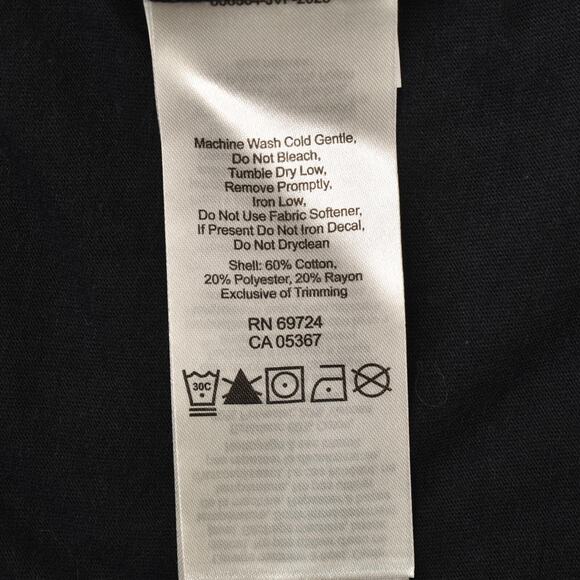 Machine Wash Cold Gentle,
Do Not Bleach,
Tumble Dry Low,
Remove Promptly,
Iron Low,
Do Not Use Fabric Softener,
If Present Do Not Iron Decal,
Do Not Dryclean
Shell: 60% Cotton,
20% Polyester, 20% Rayon
Exclusive of Trimming
RN 69724
CA 05367
30C